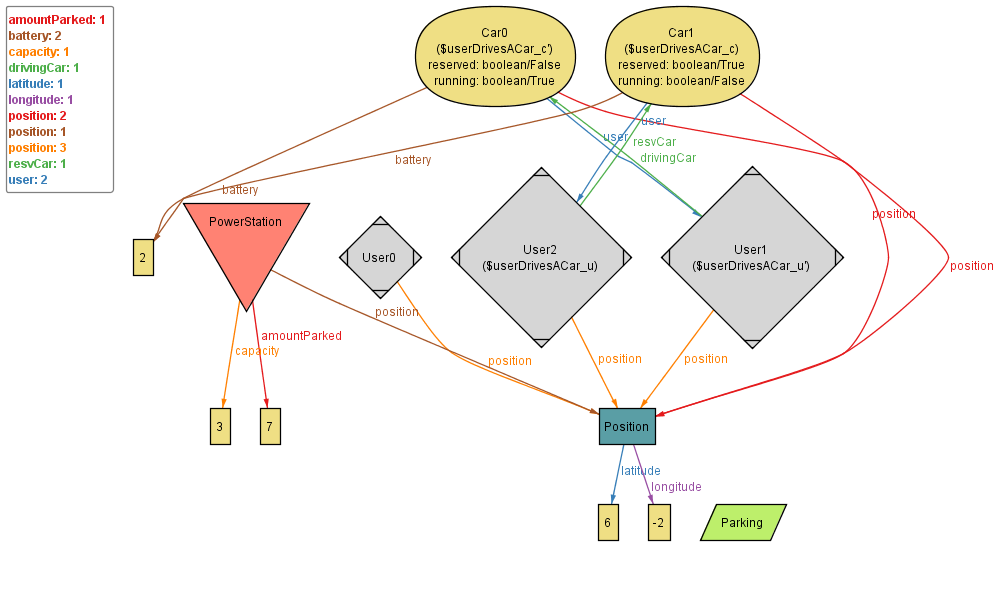 amountParked: 1
battery: 2
capacity: 1
drivingCar: 1
latitude: 1
longitude: 1
position: 2
position: 1
position: 3
resvCar: 1
user: 2
Car0
($userDrivesACar_c')
reserved: boolean/False
running: boolean/True
Car1
($userDrivesACar_c)
reserved: boolean/True
running: boolean/False
user
user
resvCar
drivingCar
battery
battery
position
position
2
PowerStation
User0
User2
($userDrivesACar_u)
User1
($userDrivesACar_u')
position
amountParked
capacity
position
position
position
3
7
Position
latitude
longitude
6
-2
Parking